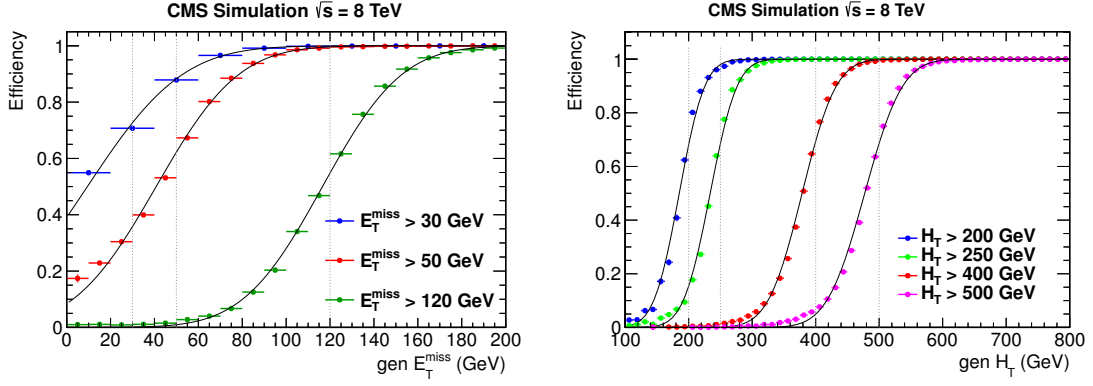 CMS Simulation √s = 8 TeV
Efficiency
1
0.8
0.6
0.4
0.2
0
E_T^miss > 30 GeV
E_T^miss > 50 GeV
E_T^miss > 120 GeV
0 20 40 60 80 100 120 140 160 180 200
gen E_T^miss (GeV)
CMS Simulation √s = 8 TeV
Efficiency
1
0.8
0.6
0.4
0.2
0
H_T > 200 GeV
H_T > 250 GeV
H_T > 400 GeV
H_T > 500 GeV
100 200 300 400 500 600 700 800
gen H_T (GeV)